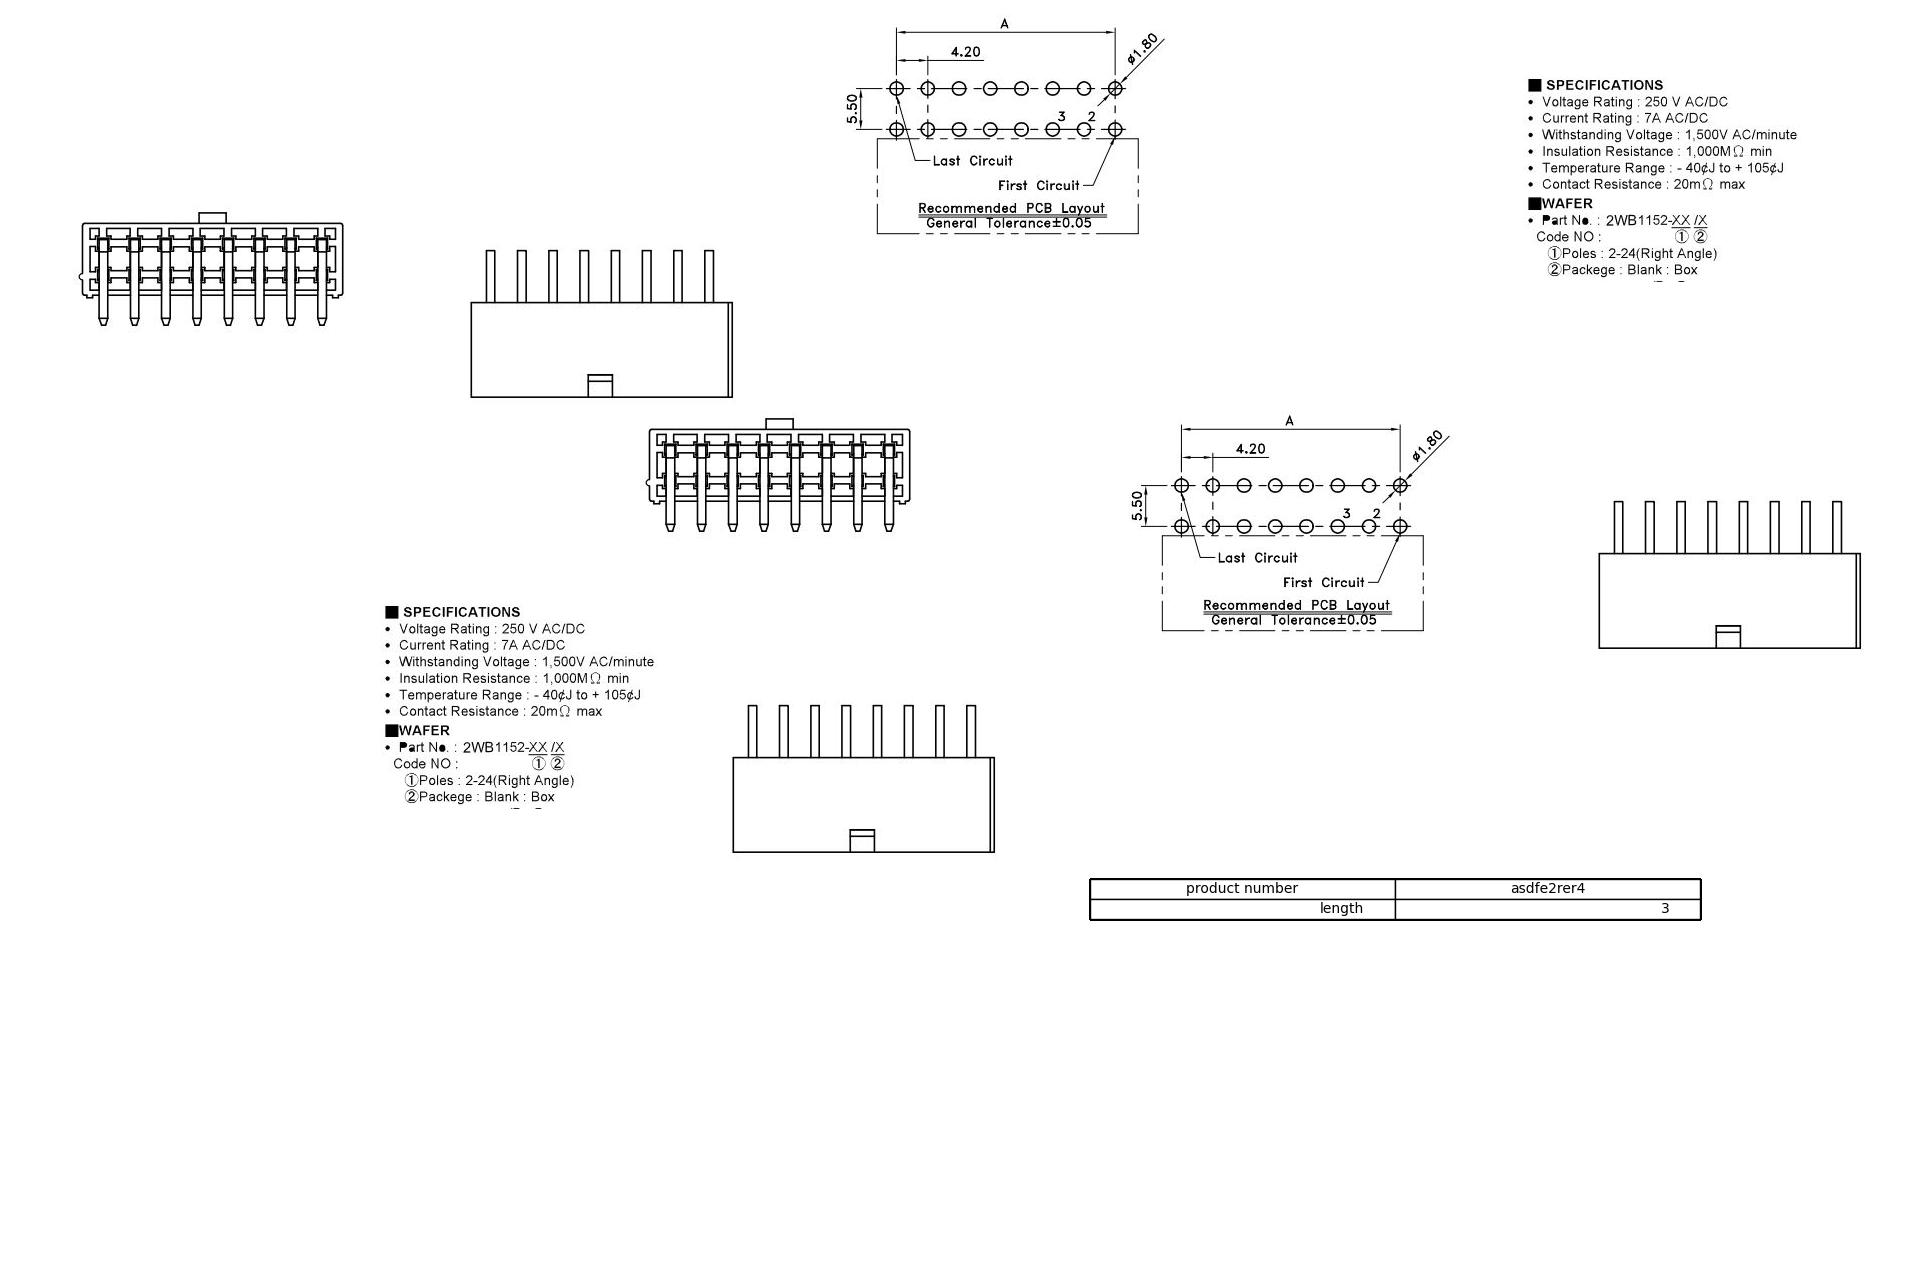 A
4.20
ø1.80
5.50
3 2
Last Circuit
First Circuit
Recommended PCB Layout
General Tolerance±0.05
■ SPECIFICATIONS
• Voltage Rating : 250 V AC/DC
• Current Rating : 7A AC/DC
• Withstanding Voltage : 1,500V AC/minute
• Insulation Resistance : 1,000MΩ min
• Temperature Range : - 40¢J to + 105¢J
• Contact Resistance : 20mΩ max
■WAFER
• Part No. : 2WB1152-XX /X
Code NO : ① ②
①Poles : 2-24(Right Angle)
②Packege : Blank : Box
A
4.20
ø1.80
5.50
3 2
Last Circuit
First Circuit
Recommended PCB Layout
General Tolerance±0.05
■ SPECIFICATIONS
• Voltage Rating : 250 V AC/DC
• Current Rating : 7A AC/DC
• Withstanding Voltage : 1,500V AC/minute
• Insulation Resistance : 1,000MΩ min
• Temperature Range : - 40¢J to + 105¢J
• Contact Resistance : 20mΩ max
■WAFER
• Part No. : 2WB1152-XX /X
Code NO : ① ②
①Poles : 2-24(Right Angle)
②Packege : Blank : Box
product number asdfe2rer4
length 3